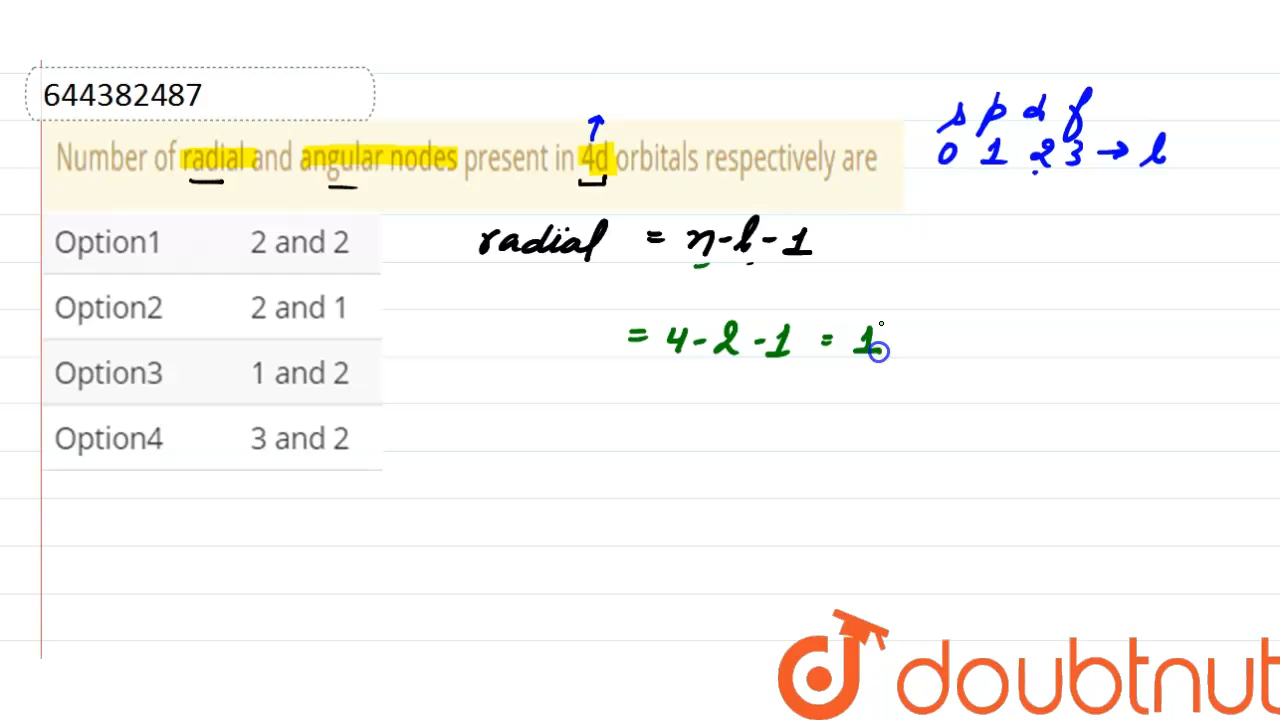 644382487
s p d f
0 1 2 3 → l
Number of radial and angular nodes present in 4d orbitals respectively are
Option1 2 and 2
radial = n-l-1
Option2 2 and 1
= 4-2-1 = 1
Option3 1 and 2
Option4 3 and 2
doubtnut